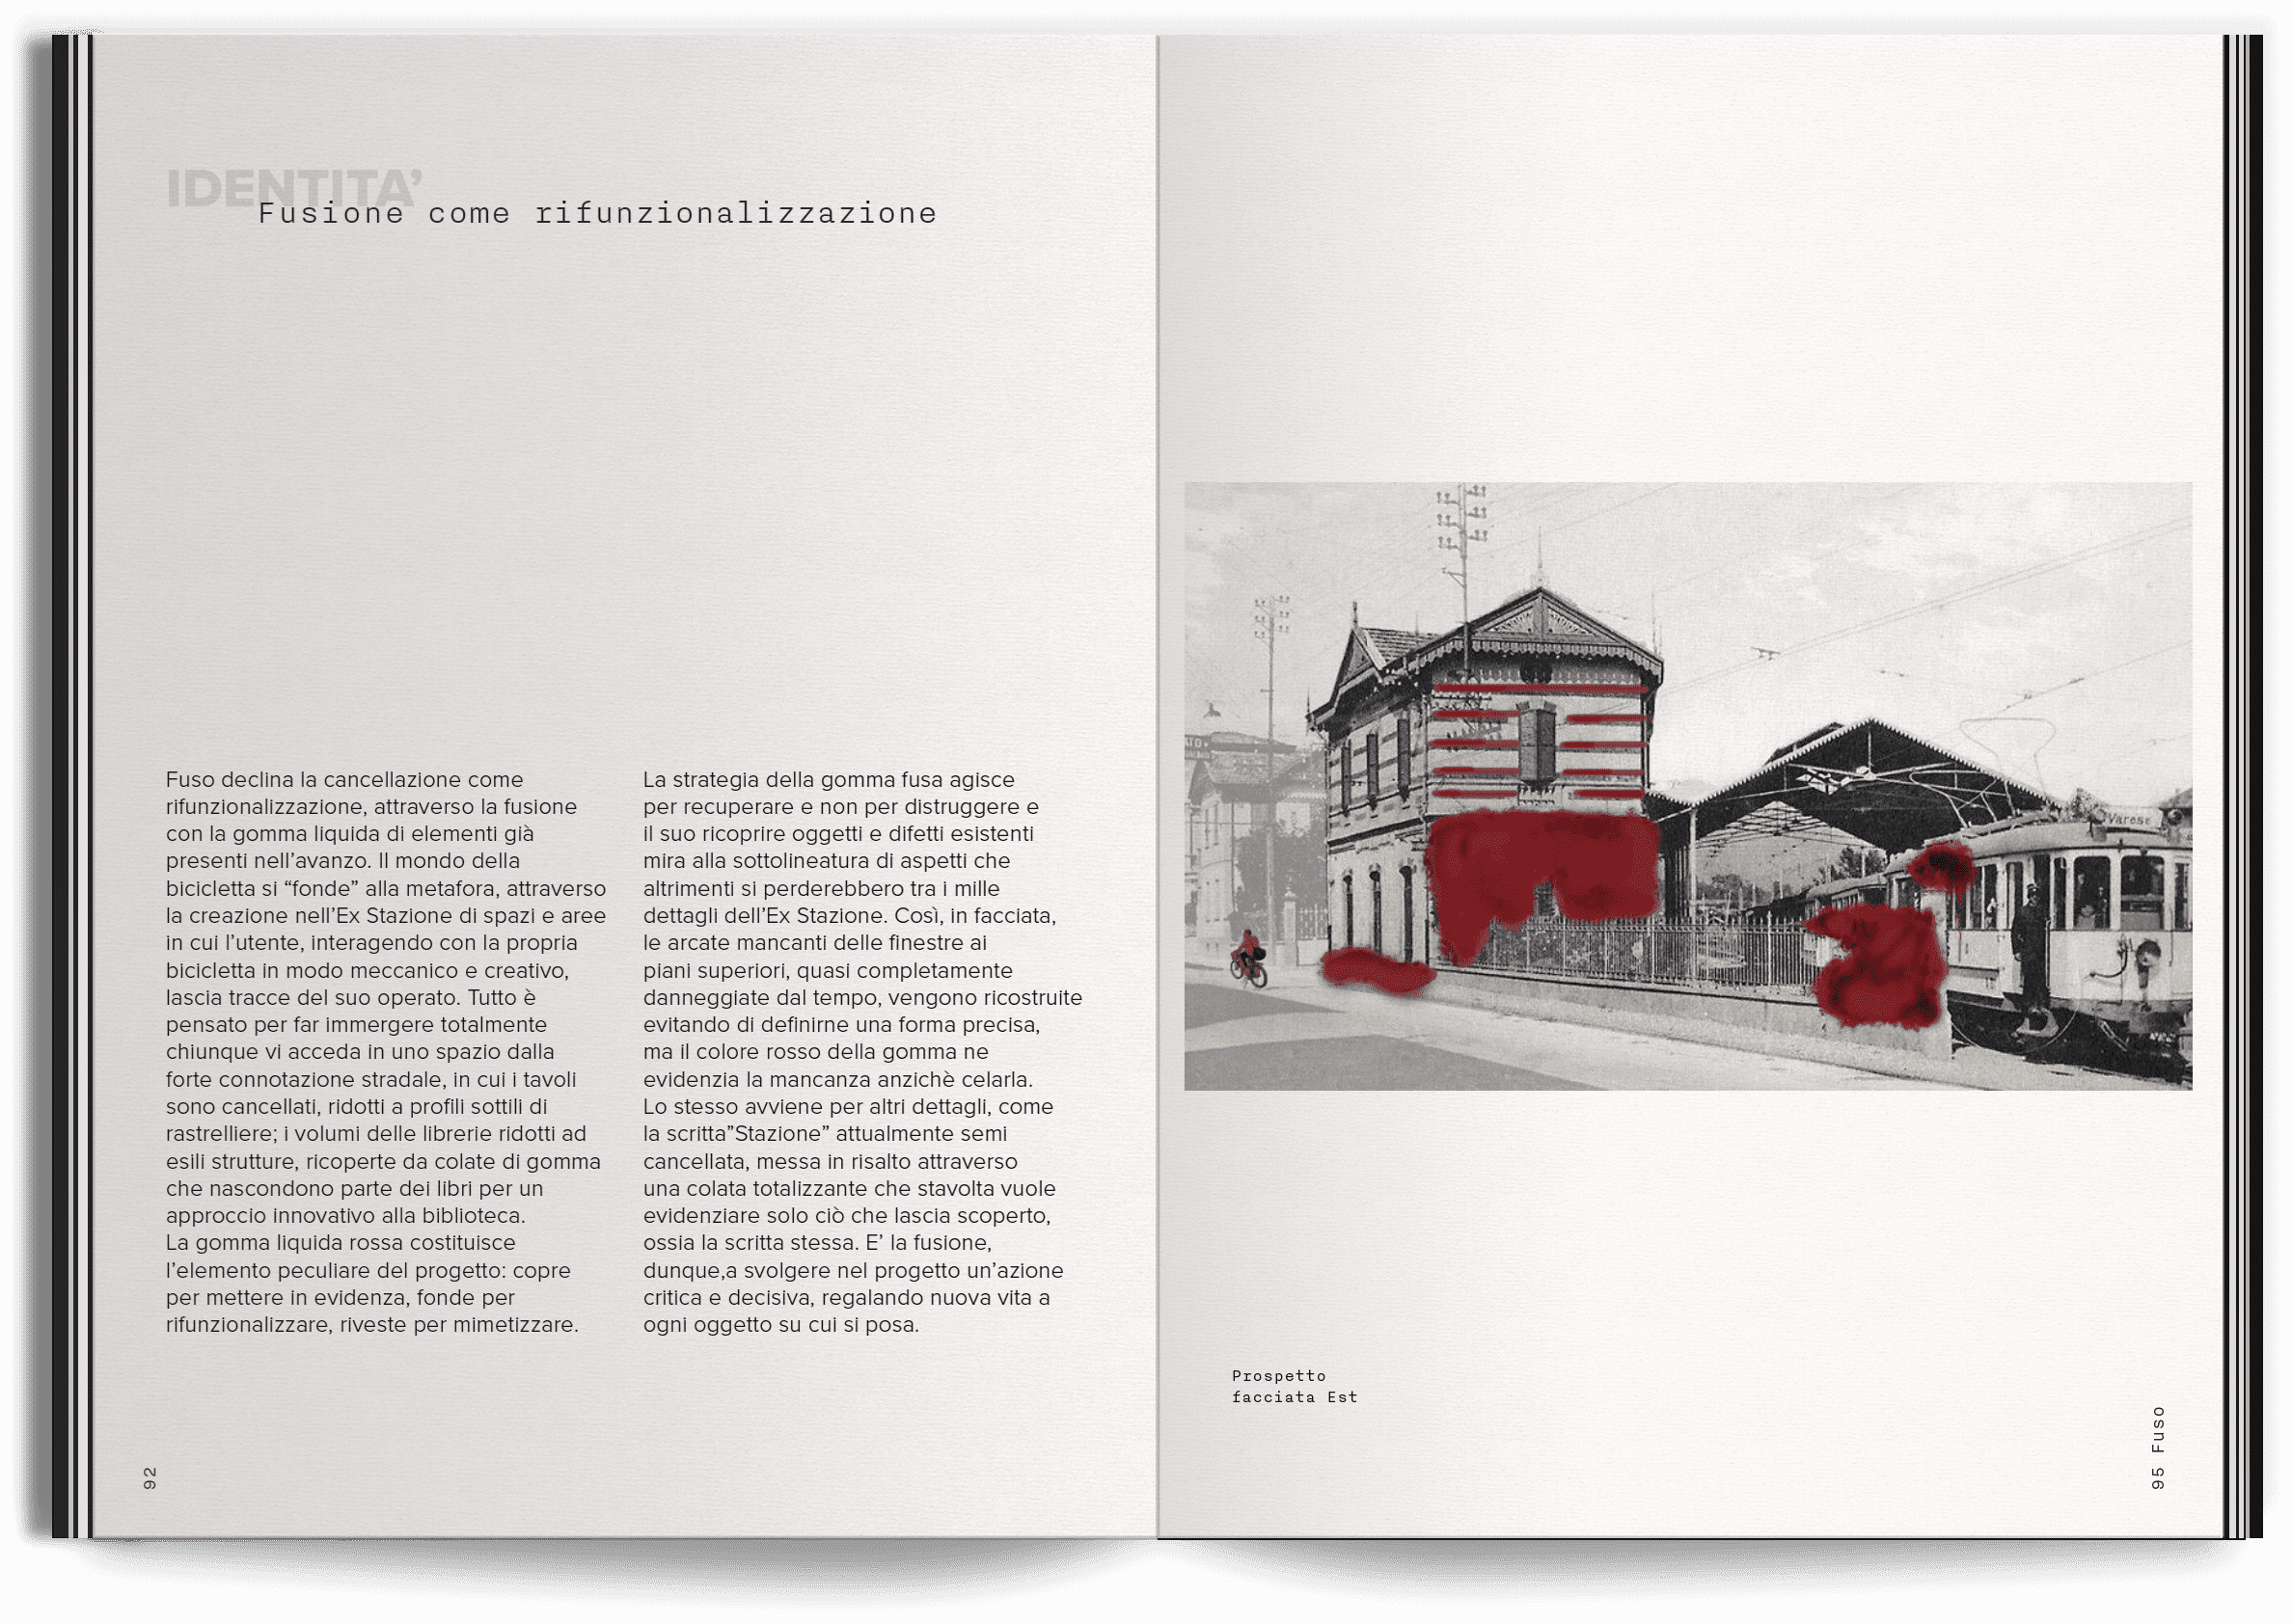 IDENTITA’
Fusione come rifunzionalizzazione
Fuso declina la cancellazione come
rifunzionalizzazione, attraverso la fusione
con la gomma liquida di elementi già
presenti nell’avanzo. Il mondo della
bicicletta si “fonde” alla metafora, attraverso
la creazione nell’Ex Stazione di spazi e aree
in cui l’utente, interagendo con la propria
bicicletta in modo meccanico e creativo,
lascia tracce del suo operato. Tutto è
pensato per far immergere totalmente
chiunque vi acceda in uno spazio dalla
forte connotazione stradale, in cui i tavoli
sono cancellati, ridotti a profili sottili di
rastrelliere; i volumi delle librerie ridotti ad
esili strutture, ricoperte da colate di gomma
che nascondono parte dei libri per un
approccio innovativo alla biblioteca.
La gomma liquida rossa costituisce
l’elemento peculiare del progetto: copre
per mettere in evidenza, fonde per
rifunzionalizzare, riveste per mimetizzare.
La strategia della gomma fusa agisce
per recuperare e non per distruggere e
il suo ricoprire oggetti e difetti esistenti
mira alla sottolineatura di aspetti che
altrimenti si perderebbero tra i mille
dettagli dell’Ex Stazione. Così, in facciata,
le arcate mancanti delle finestre ai
piani superiori, quasi completamente
danneggiate dal tempo, vengono ricostruite
evitando di definirne una forma precisa,
ma il colore rosso della gomma ne
evidenzia la mancanza anzichè celarla.
Lo stesso avviene per altri dettagli, come
la scritta”Stazione” attualmente semi
cancellata, messa in risalto attraverso
una colata totalizzante che stavolta vuole
evidenziare solo ciò che lascia scoperto,
ossia la scritta stessa. E’ la fusione,
dunque,a svolgere nel progetto un’azione
critica e decisiva, regalando nuova vita a
ogni oggetto su cui si posa.
92
Varese
Prospetto
facciata Est
95 Fuso